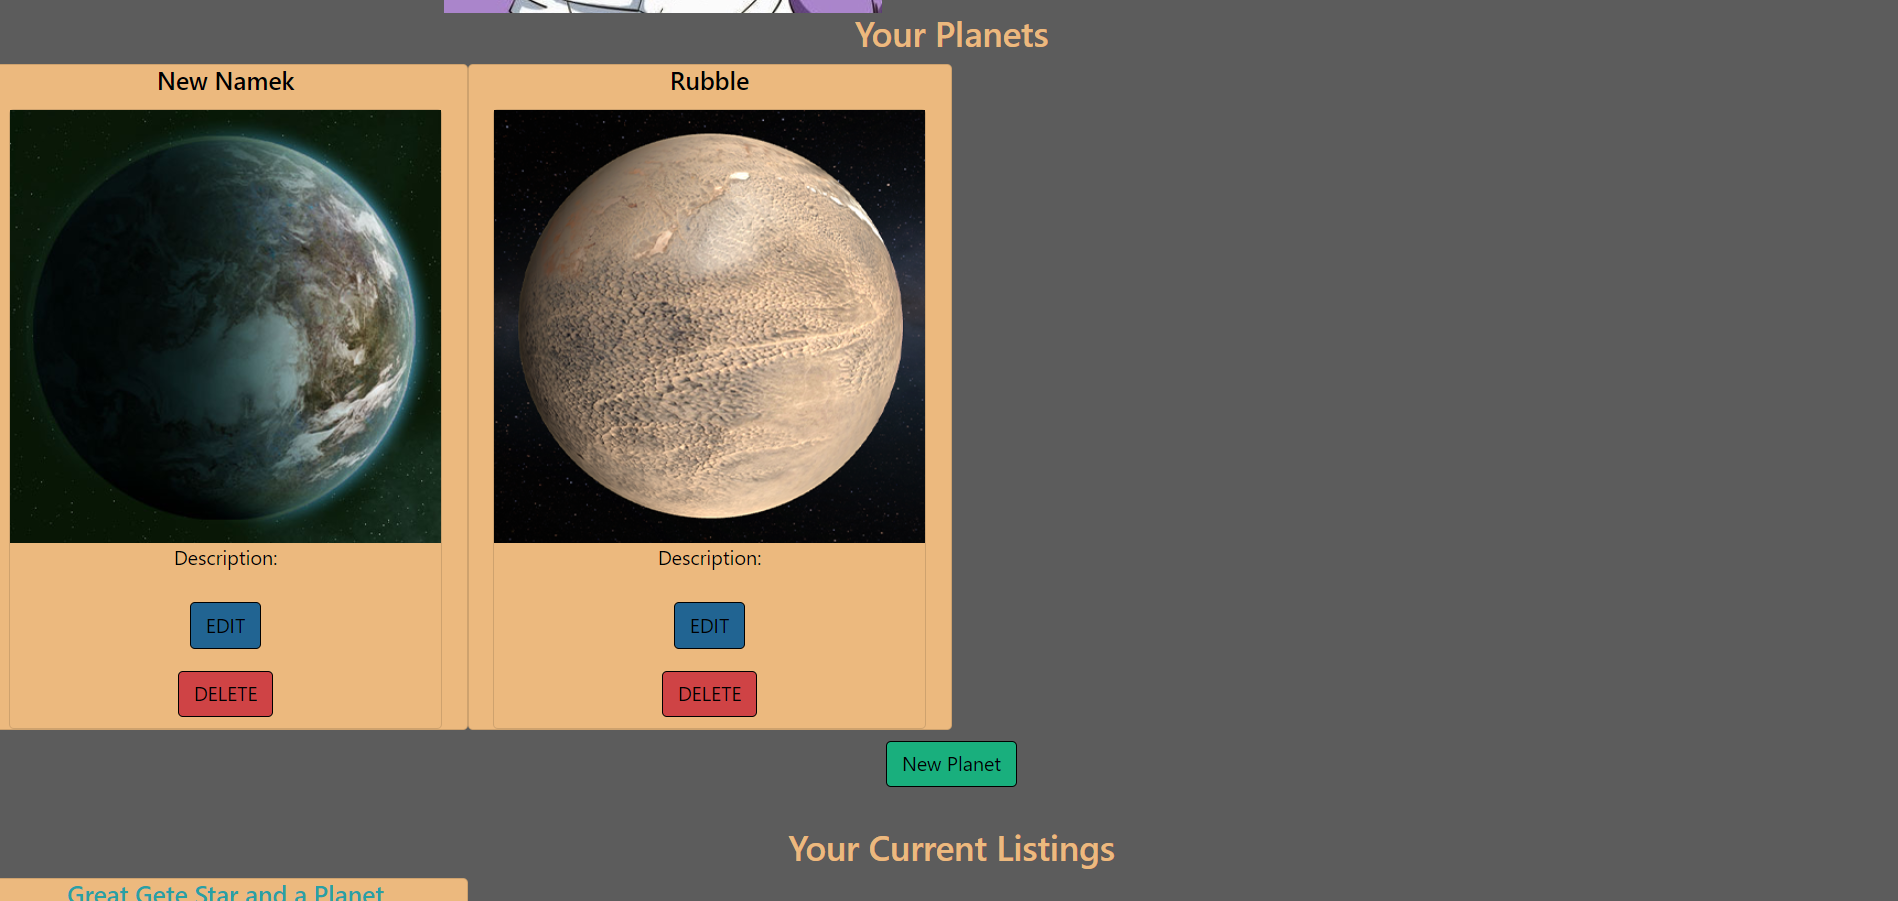 Your Planets
New Namek
Rubble
Description:
Description:
EDIT
EDIT
DELETE
DELETE
New Planet
Your Current Listings
Great Gete Star and a Planet